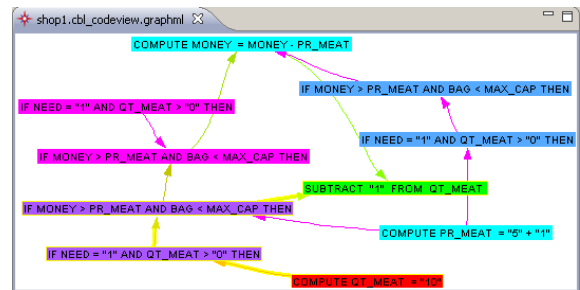 shop1.cbl_codeview.graphml
COMPUTE MONEY = MONEY - PR_MEAT
IF MONEY > PR_MEAT AND BAG < MAX_CAP THEN
IF NEED = "1" AND QT_MEAT > "0" THEN
IF NEED = "1" AND QT_MEAT > "0" THEN
IF MONEY > PR_MEAT AND BAG < MAX_CAP THEN
SUBTRACT "1" FROM QT_MEAT
IF MONEY > PR_MEAT AND BAG < MAX_CAP THEN
COMPUTE PR_MEAT = "5" + "1"
IF NEED = "1" AND QT_MEAT > "0" THEN
COMPUTE QT_MEAT = "10"